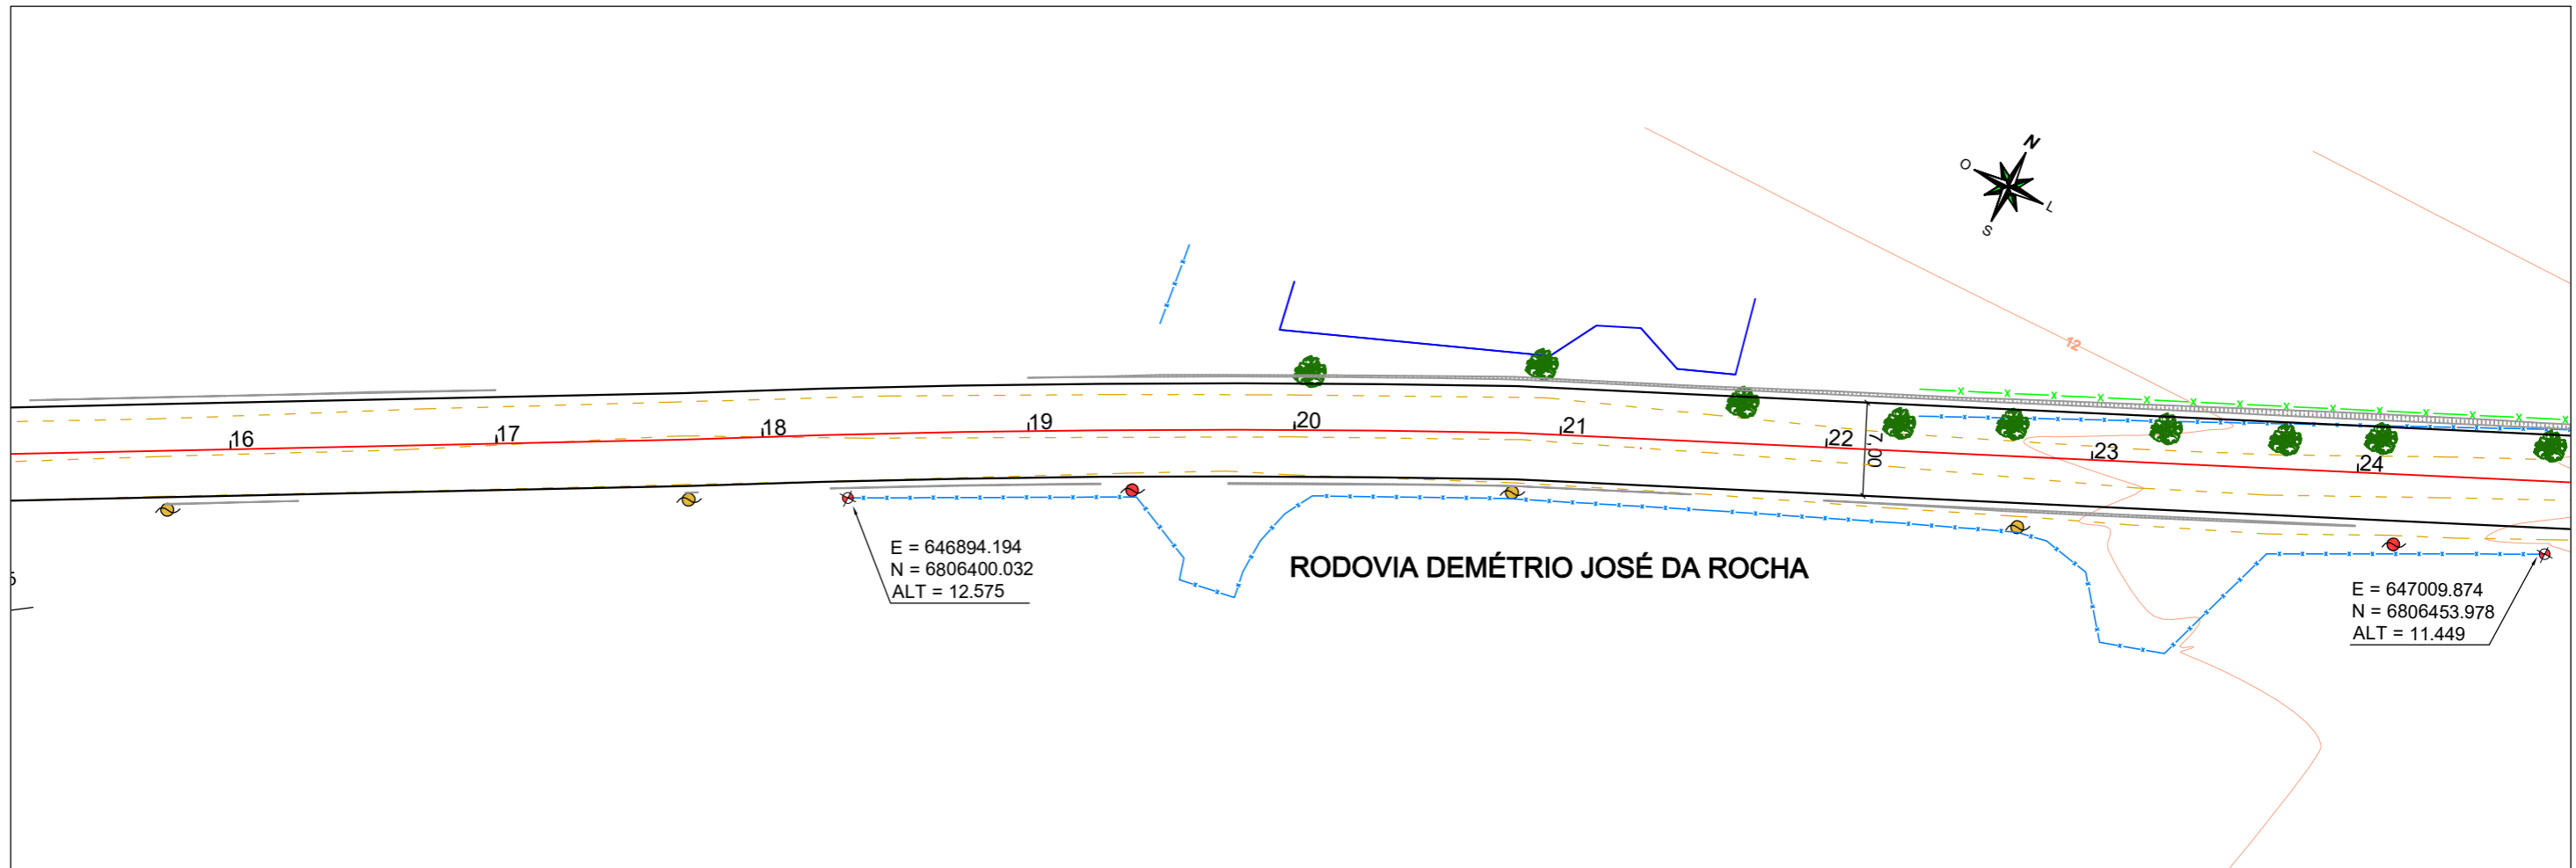 N
O
L
S
12
16
17
18
19
20
21
22
7,00
23
24
E = 646894.194
N = 6806400.032
ALT = 12.575
RODOVIA DEMÉTRIO JOSÉ DA ROCHA
E = 647009.874
N = 6806453.978
ALT = 11.449